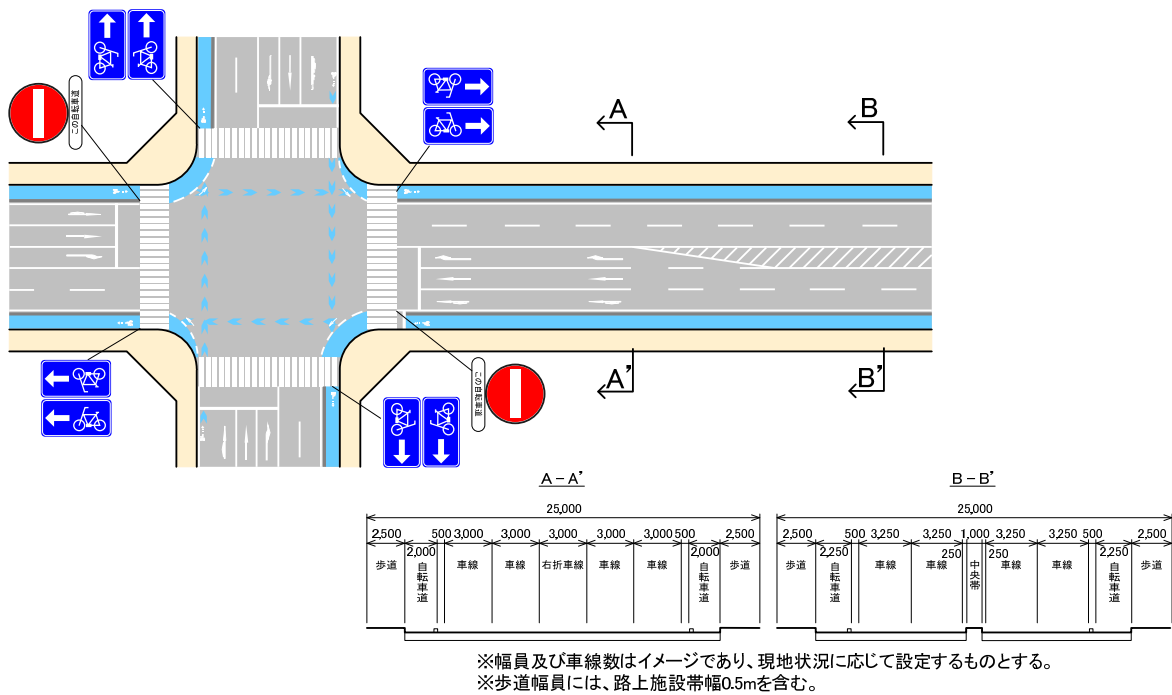 この自転車道
A
B
A'
B'
この自転車道
A－A'
B－B'
25,000
25,000
2,500 500 3,000 3,000 3,000 3,000 3,000 500 2,500
2,500 500 3,250 3,250 1,000 3,250 3,250 500 2,500
2,000 2,000
2,250 250 250 2,250
歩道 自転車道 車線 車線 右折車線 車線 車線 自転車道 歩道
歩道 自転車道 車線 車線 中央帯 車線 車線 自転車道 歩道
※幅員及び車線数はイメージであり、現地状況に応じて設定するものとする。
※歩道幅員には、路上施設帯幅0.5mを含む。